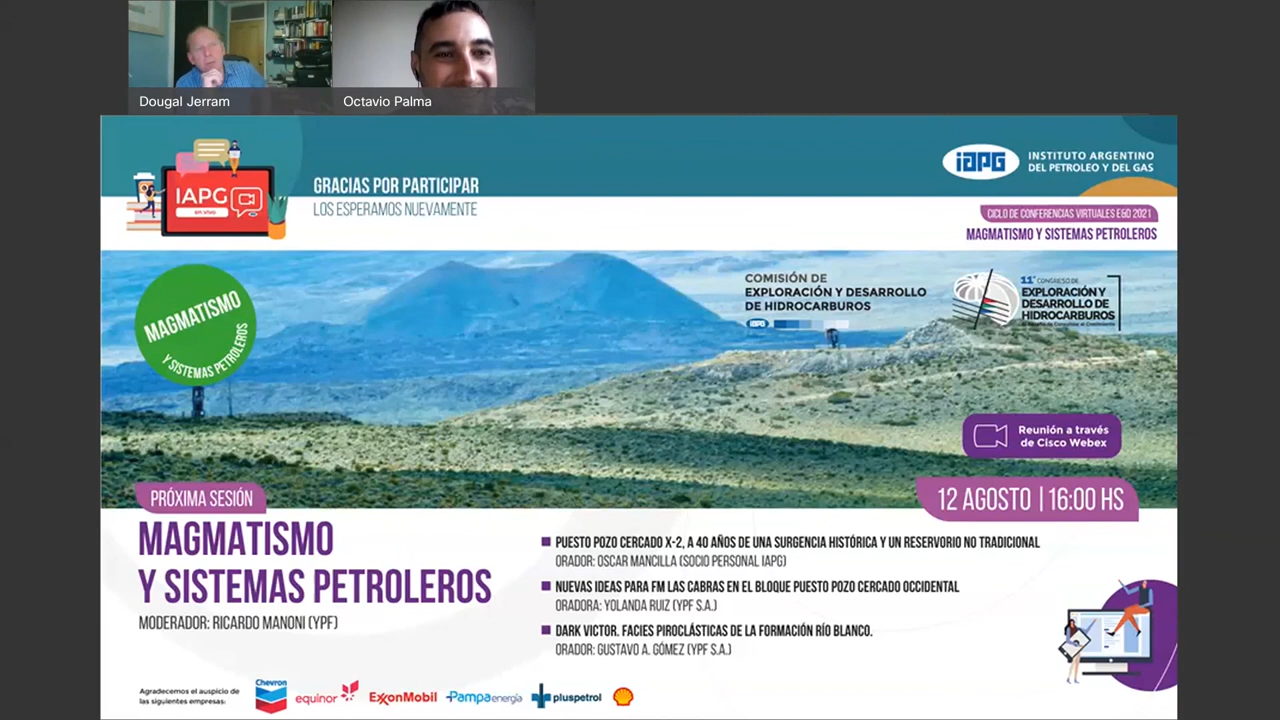 Dougal Jerram
Octavio Palma
IAPG
EN VIVO
GRACIAS POR PARTICIPAR
LOS ESPERAMOS NUEVAMENTE
iAPG
INSTITUTO ARGENTINO
DEL PETROLEO Y DEL GAS
CICLO DE CONFERENCIAS VIRTUALES E&D 2021
MAGMATISMO Y SISTEMAS PETROLEROS
MAGMATISMO
Y SISTEMAS PETROLEROS
COMISIÓN DE
EXPLORACIÓN Y DESARROLLO
DE HIDROCARBUROS
iAPG
11° CONGRESO DE
EXPLORACIÓN Y
DESARROLLO DE
HIDROCARBUROS
Reunión a través
de Cisco Webex
PRÓXIMA SESIÓN
12 AGOSTO | 16:00 HS
MAGMATISMO
Y SISTEMAS PETROLEROS
MODERADOR: RICARDO MANONI (YPF)
PUESTO POZO CERCADO X-2, A 40 AÑOS DE UNA SURGENCIA HISTÓRICA Y UN RESERVORIO NO TRADICIONAL
ORADOR: OSCAR MANCILLA (SOCIO PERSONAL IAPG)
NUEVAS IDEAS PARA FM LAS CABRAS EN EL BLOQUE PUESTO POZO CERCADO OCCIDENTAL
ORADORA: YOLANDA RUIZ (YPF S.A.)
DARK VICTOR. FACIES PIROCLÁSTICAS DE LA FORMACIÓN RÍO BLANCO.
ORADOR: GUSTAVO A. GÓMEZ (YPF S.A.)
Agradecemos el auspicio de
las siguientes empresas:
Chevron
equinor
ExxonMobil
Pampa energía
pluspetrol